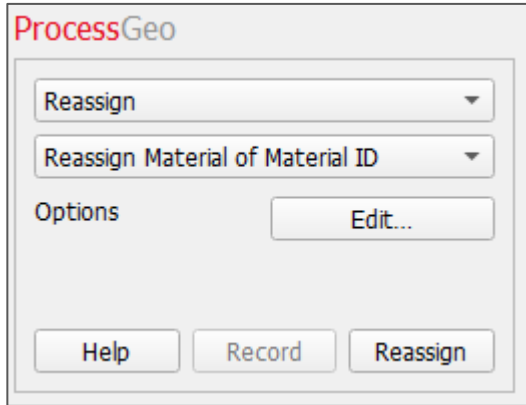 ProcessGeo
Reassign
Reassign Material of Material ID
Options Edit...
Help Record Reassign